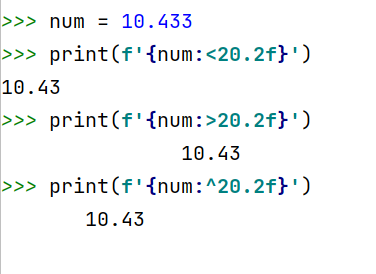 >>> num = 10.433
>>> print(f'{num:<20.2f}')
10.43
>>> print(f'{num:>20.2f}')
               10.43
>>> print(f'{num:^20.2f}')
       10.43